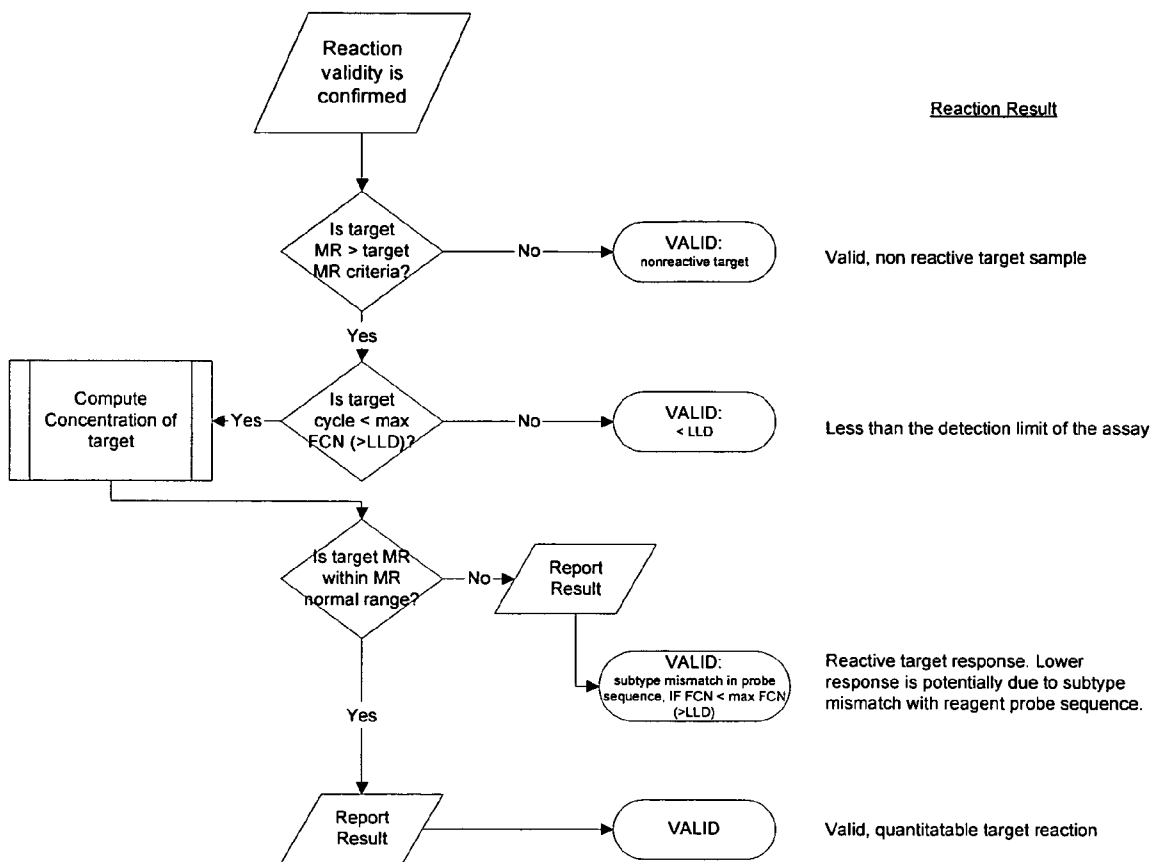 Reaction
validity is
confirmed
Reaction Result
Is target
MR > target
MR criteria?
No
VALID:
nonreactive target
Valid, non reactive target sample
Yes
Compute
Concentration of
target
Yes
Is target
cycle < max
FCN (>LLD)?
No
VALID:
< LLD
Less than the detection limit of the assay
Is target MR
within MR
normal range?
No
Report
Result
VALID:
subtype mismatch in probe
sequence, IF FCN < max FCN
(>LLD)
Reactive target response. Lower
response is potentially due to subtype
mismatch with reagent probe sequence.
Yes
Report
Result
VALID
Valid, quantitatable target reaction